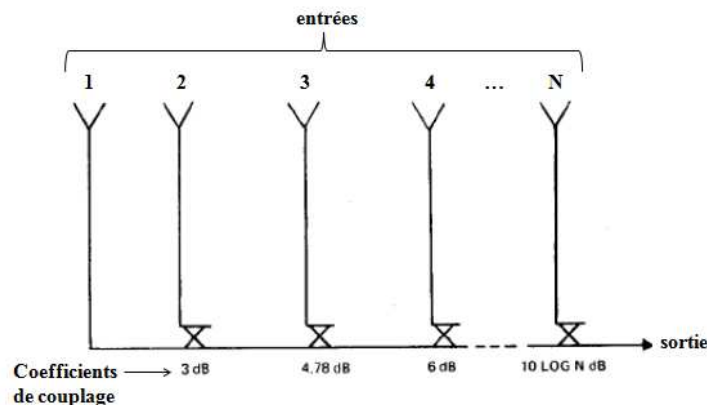 entrées
1 2 3 4 ... N
sortie
Coefficients de couplage
3 dB 4,78 dB 6 dB 10 LOG N dB